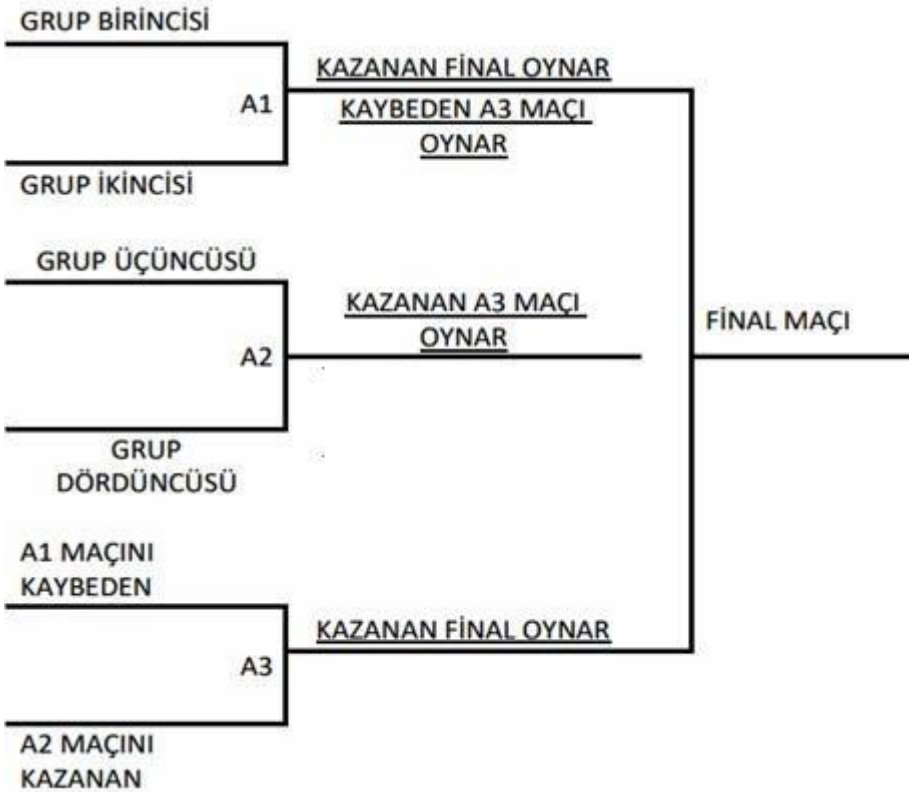 GRUP BİRİNCİSİ
A1
KAZANAN FİNAL OYNAR
KAYBEDEN A3 MAÇI
OYNAR
GRUP İKİNCİSİ
GRUP ÜÇÜNCÜSÜ
A2
KAZANAN A3 MAÇI
OYNAR
FİNAL MAÇI
GRUP
DÖRDÜNCÜSÜ
A1 MAÇINI
KAYBEDEN
A3
KAZANAN FİNAL OYNAR
A2 MAÇINI
KAZANAN